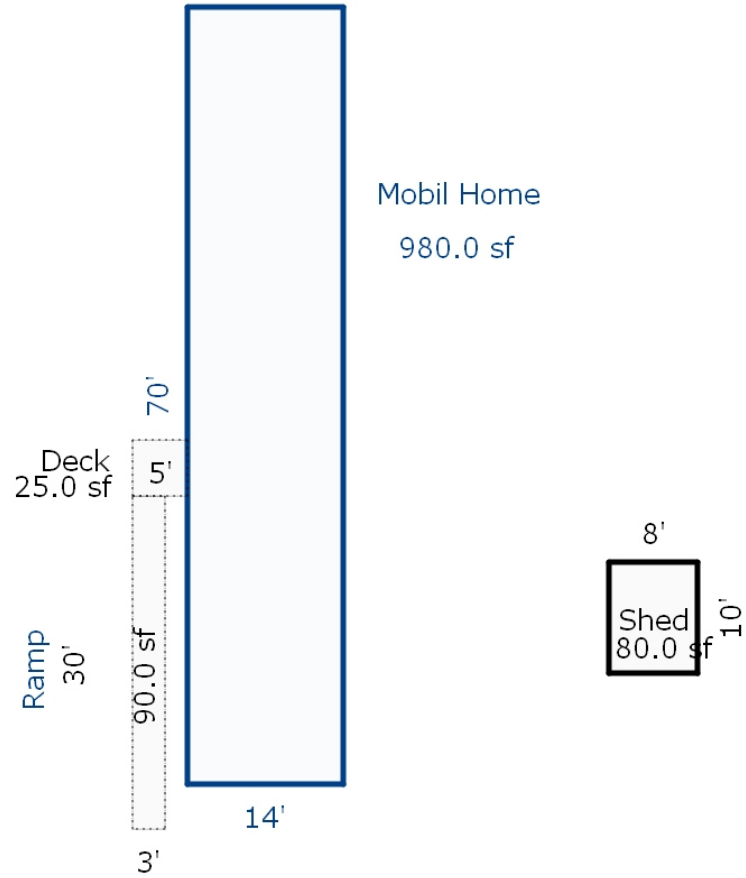 Mobil Home
980.0 sf
70'
Deck
25.0 sf
5'
8'
Shed
80.0 sf
10'
Ramp
30'
90.0 sf
14'
3'